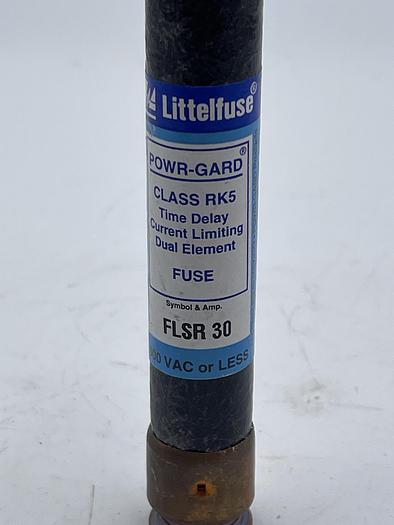 Littelfuse®
POWR-GARD®
CLASS RK5
Time Delay
Current Limiting
Dual Element
FUSE
Symbol & Amp.
FLSR 30
VAC or LESS